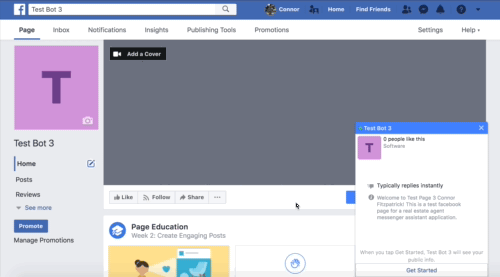 Test Bot 3
Connor
Home
Find Friends
Page
Inbox
Notifications
Insights
Publishing Tools
Promotions
Settings
Help
Add a Cover
T
Test Bot 3
Home
Posts
Reviews
See more
Promote
Manage Promotions
Like
Follow
Share
Page Education
Week 2: Create Engaging Posts
Test Bot 3
T
0 people like this
Software
Typically replies instantly
Welcome to Test Page 3 Connor
Fitzpatrick! This is a test facebook
page for a real estate agent
messenger assistant application.
When you tap Get Started, Test Bot 3 will see your
public info.
Get Started